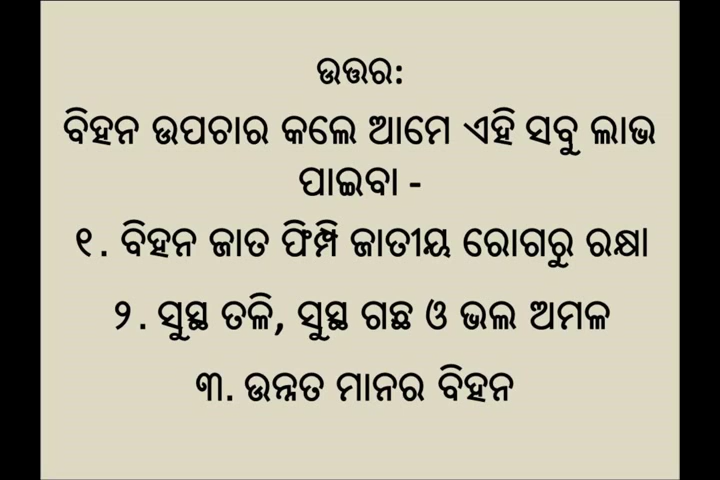 ଉତ୍ତର:
ବିହନ ଉପଚାର କଲେ ଆମେ ଏହି ସବୁ ଲାଭ
ପାଇବା -
୧. ବିହନ ଜାତ ଫିମ୍ପି ଜାତୀୟ ରୋଗରୁ ରକ୍ଷା
୨. ସୁସ୍ଥ ତଳି, ସୁସ୍ଥ ଗଛ ଓ ଭଲ ଅମଳ
୩. ଉନ୍ନତ ମାନର ବିହନ